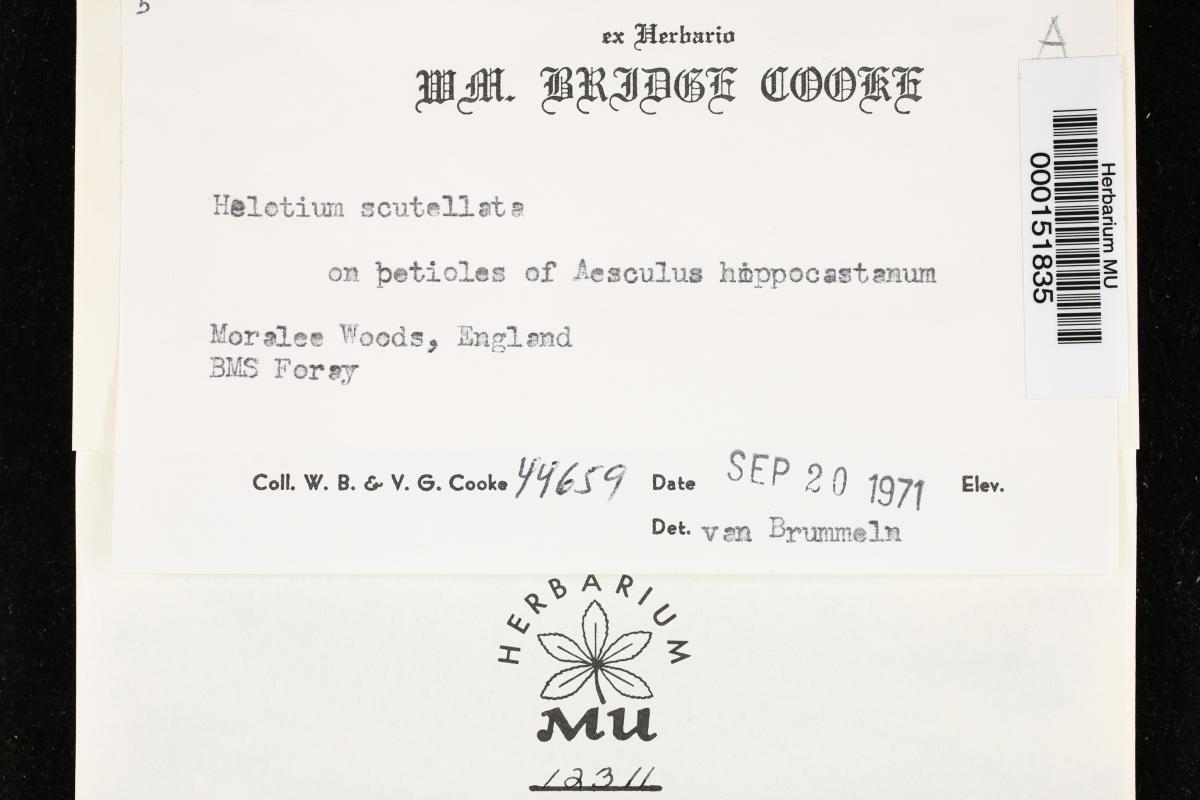 5
A
ex Herbario
WM. BRIDGE COOKE
Helotium scutellata
on petioles of Aesculus hippocastanum
Moralee Woods, England
BMS Foray
Coll. W. B. & V. G. Cooke 44659 Date SEP 20 1971 Elev.
Det. van Brummeln
Herbarium MU
000151835
HERBARIUM
MU
12311